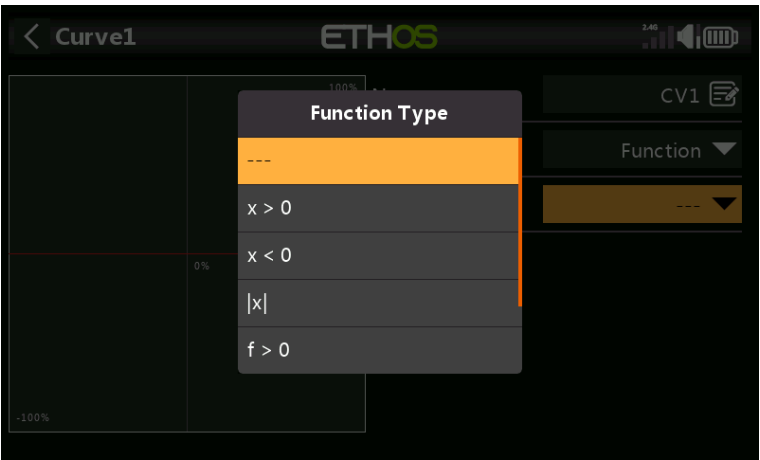 Curve1
ETHOS
2.4G
100%
Function Type
CV1
---
Function
x > 0
---
x < 0
0%
|x|
f > 0
-100%